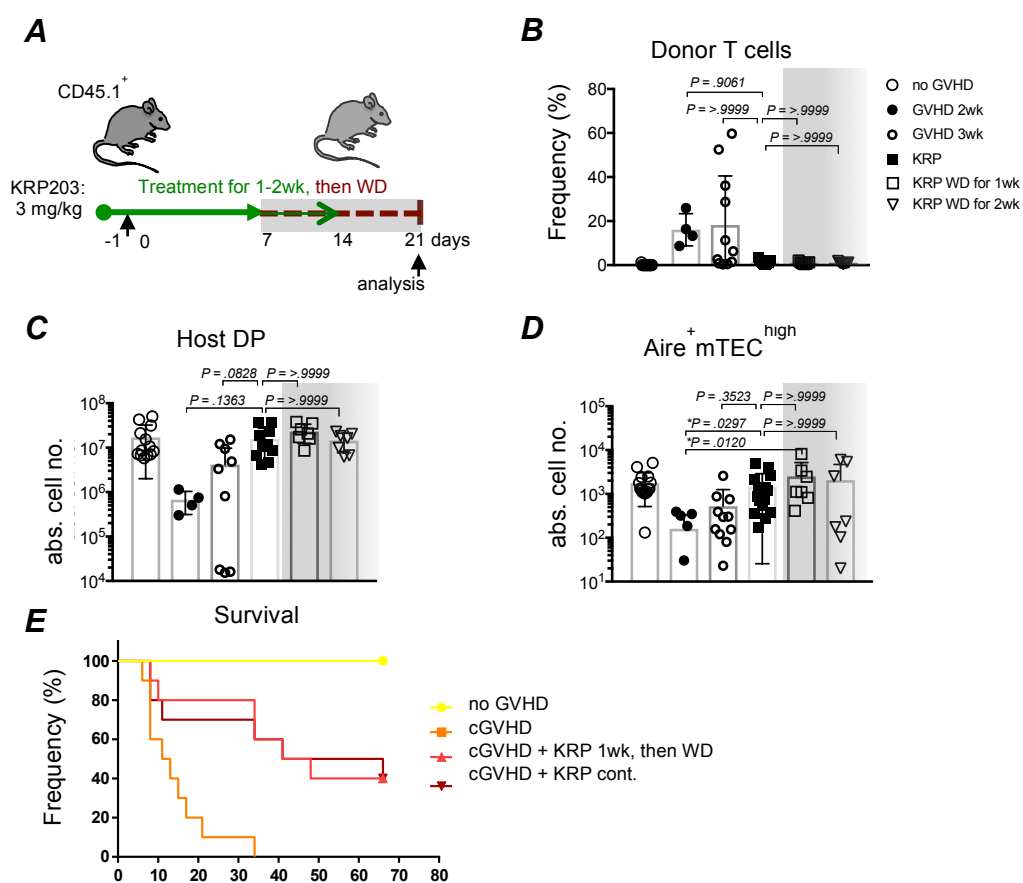 A
CD45.1+
KRP203:
3 mg/kg
Treatment for 1-2wk, then WD
-1 0 7 14 21 days
analysis
B
Donor T cells
P = .9061
P = >.9999 P = >.9999
P = >.9999
Frequency (%)
80
60
40
20
0
no GVHD
GVHD 2wk
GVHD 3wk
KRP
KRP WD for 1wk
KRP WD for 2wk
C
Host DP
P = .0828 P = >.9999
P = .1363 P = >.9999
abs. cell no.
10^8
10^7
10^6
10^5
10^4
D
Aire+mTEChigh
P = .3523 P = >.9999
*P = .0297 P = >.9999
*P = .0120
abs. cell no.
10^5
10^4
10^3
10^2
10^1
E
Survival
Frequency (%)
100
80
60
40
20
0
0 10 20 30 40 50 60 70 80
no GVHD
cGVHD
cGVHD + KRP 1wk, then WD
cGVHD + KRP cont.